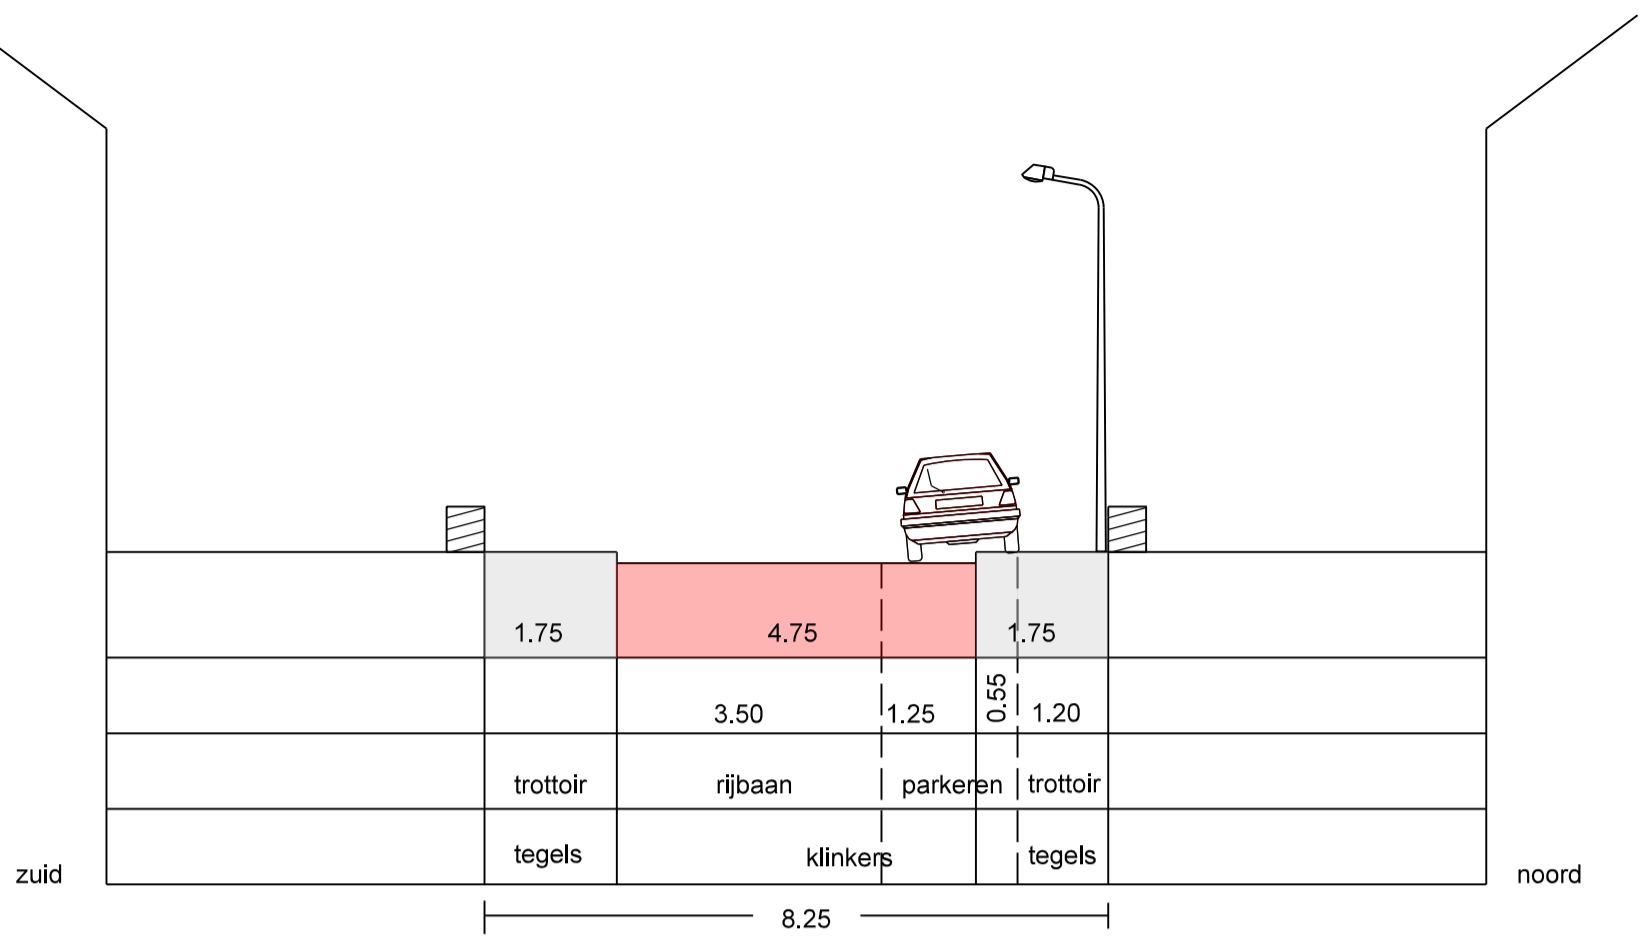 1.75 4.75 1.75
3.50 1.25 0.55 1.20
trottoir rijbaan parkeren trottoir
tegels klinkers tegels
zuid noord
8.25